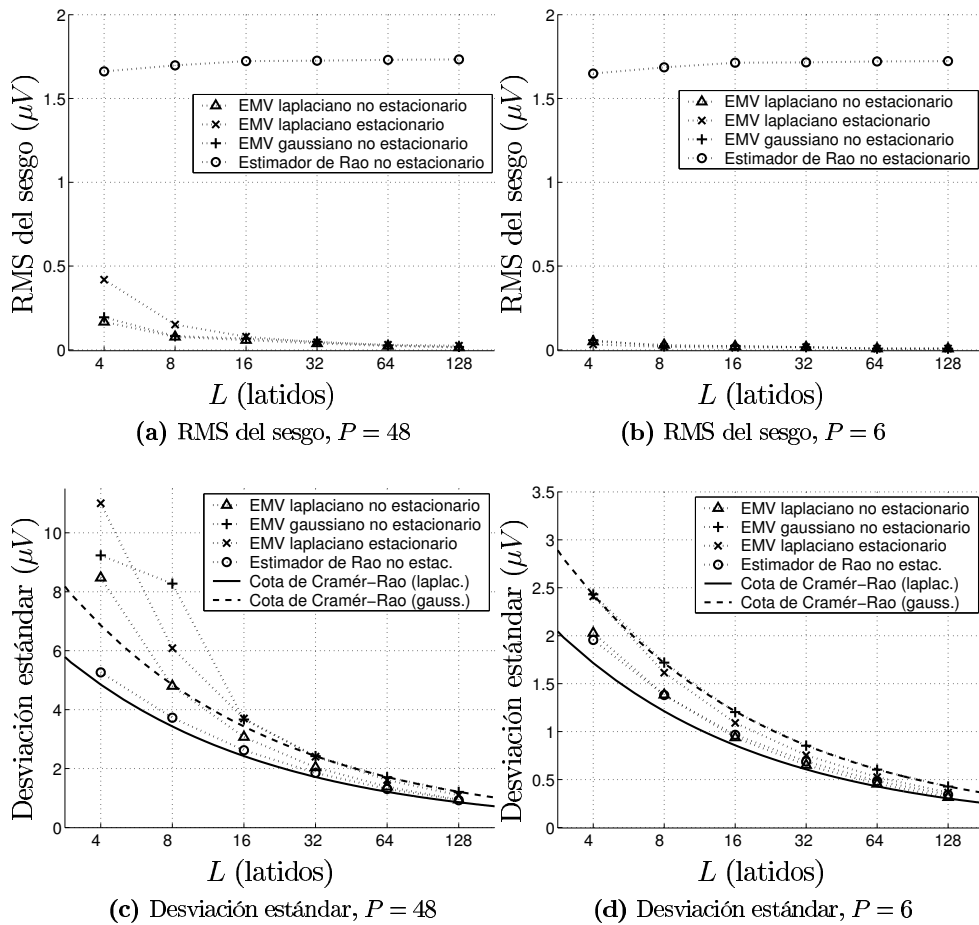 2
1.5
1
0.5
0
4
8
16
32
64
128
RMS del sesgo (µV)
EMV laplaciano no estacionario
EMV laplaciano estacionario
EMV gaussiano no estacionario
Estimador de Rao no estacionario
L (latidos)
(a) RMS del sesgo, P = 48
2
1.5
1
0.5
0
4
8
16
32
64
128
RMS del sesgo (µV)
EMV laplaciano no estacionario
EMV laplaciano estacionario
EMV gaussiano no estacionario
Estimador de Rao no estacionario
L (latidos)
(b) RMS del sesgo, P = 6
10
8
6
4
2
0
4
8
16
32
64
128
Desviación estándar (µV)
EMV laplaciano no estacionario
EMV gaussiano no estacionario
EMV laplaciano estacionario
Estimador de Rao no estac.
Cota de Cramér−Rao (laplac.)
Cota de Cramér−Rao (gauss.)
L (latidos)
(c) Desviación estándar, P = 48
3.5
3
2.5
2
1.5
1
0.5
0
4
8
16
32
64
128
Desviación estándar (µV)
EMV laplaciano no estacionario
EMV gaussiano no estacionario
EMV laplaciano estacionario
Estimador de Rao no estac.
Cota de Cramér−Rao (laplac.)
Cota de Cramér−Rao (gauss.)
L (latidos)
(d) Desviación estándar, P = 6